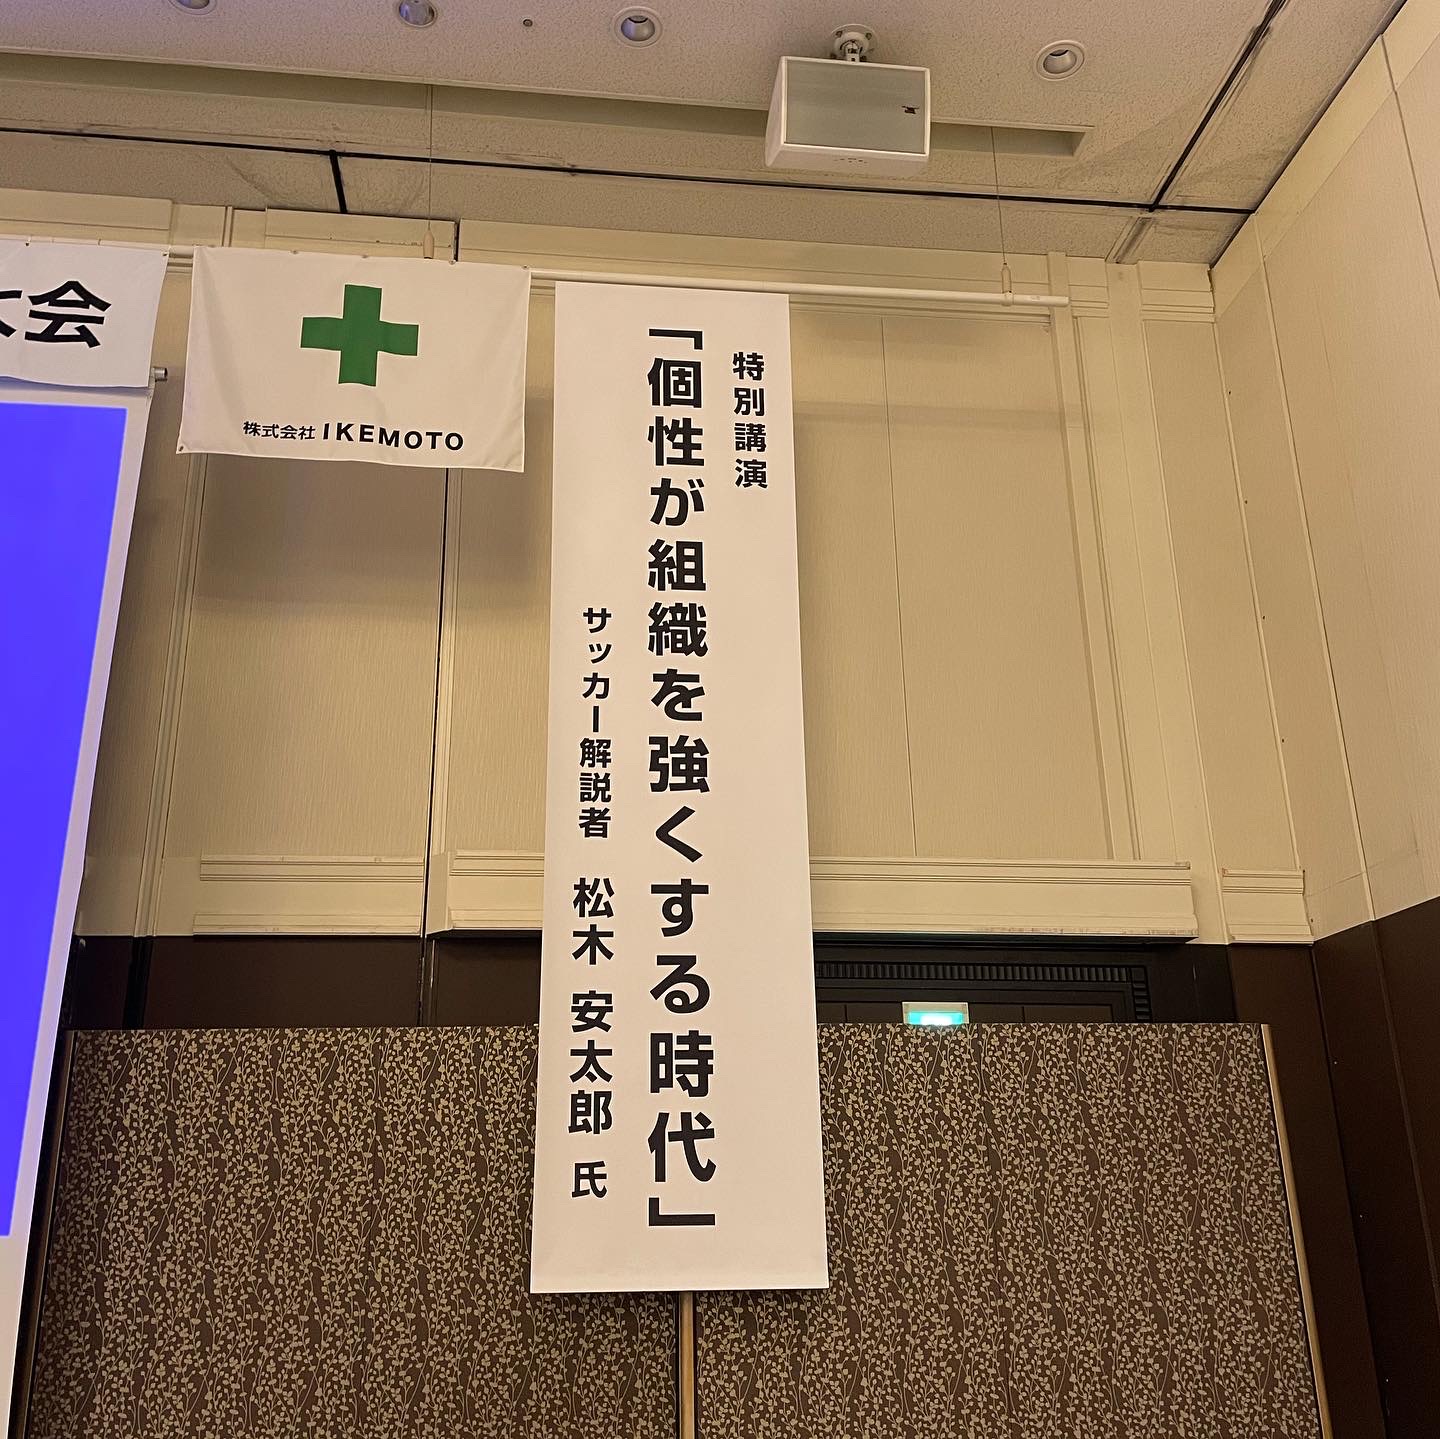 大会
株式会社 IKEMOTO
特別講演
「個性が組織を強くする時代」
サッカー解説者 松木 安太郎 氏